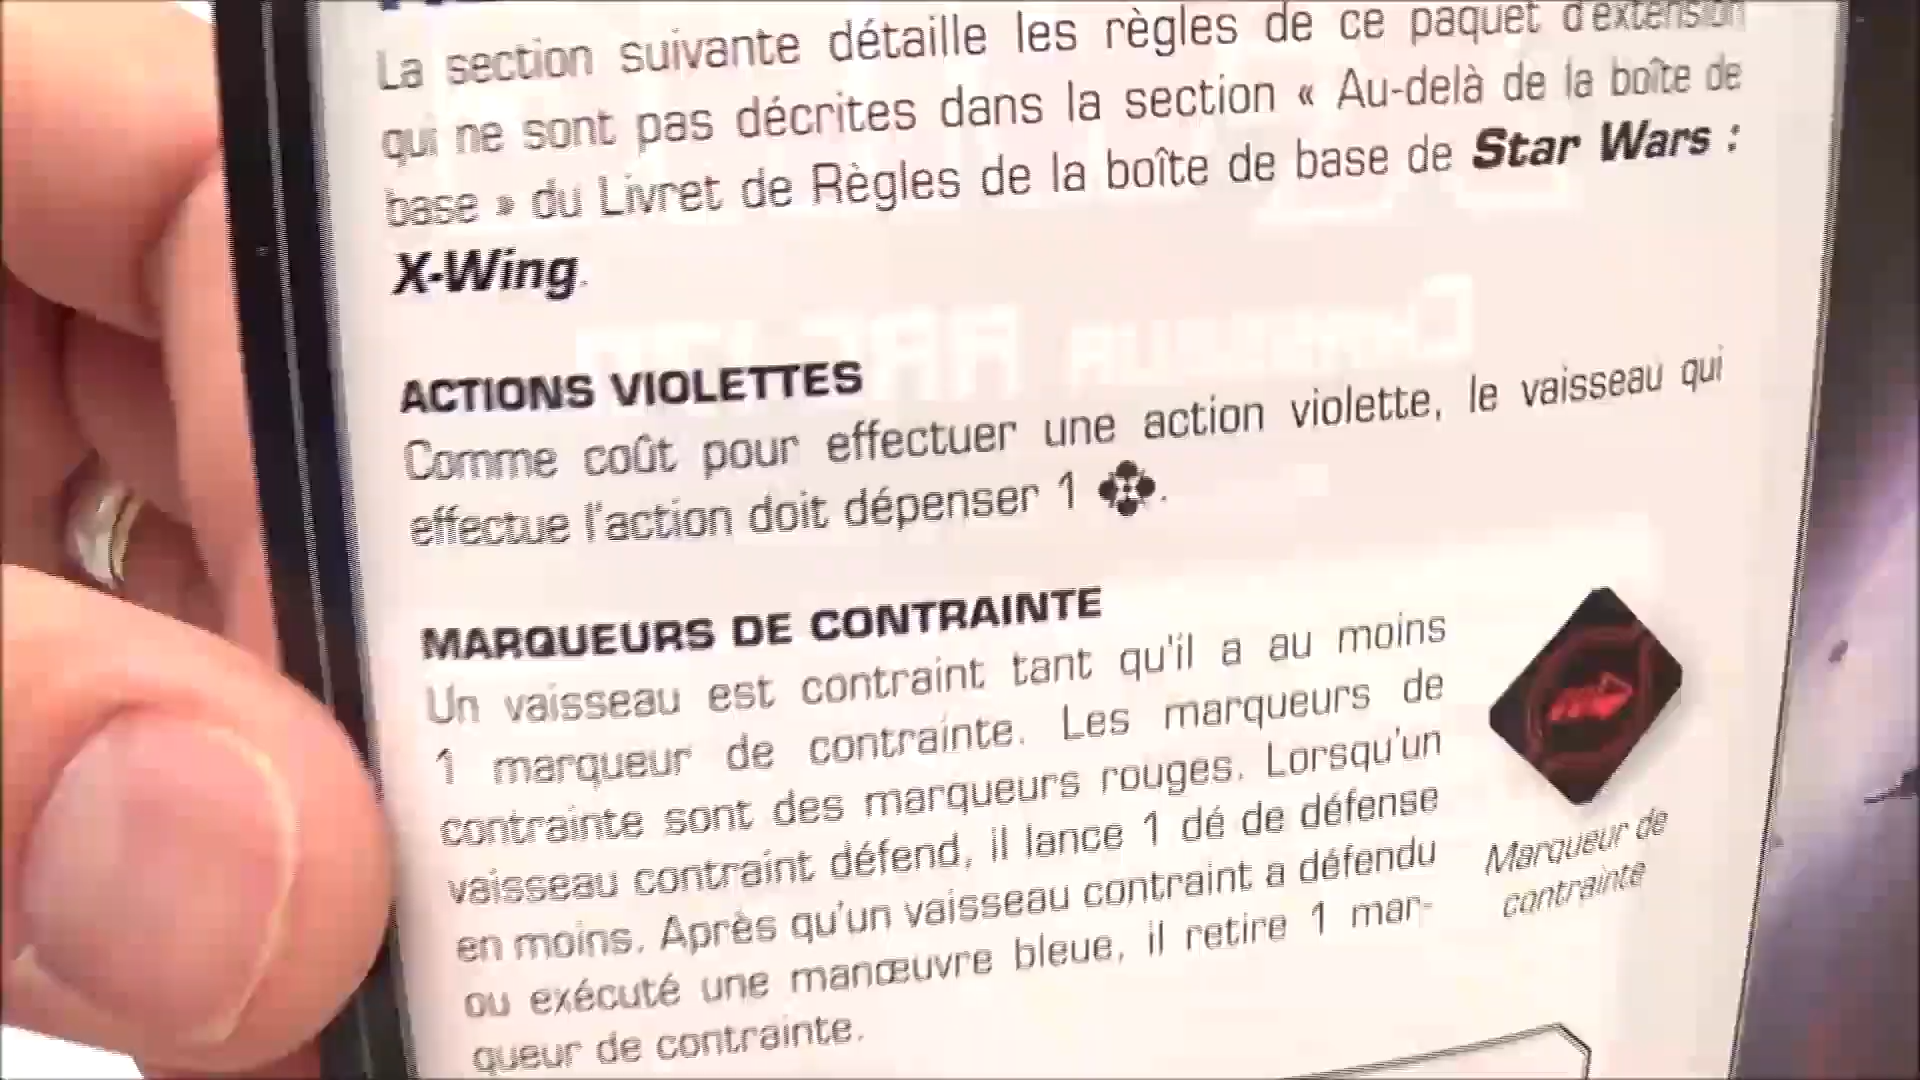 La section suivante détaille les règles de ce paquet d'extension
qui ne sont pas décrites dans la section « Au-delà de la boîte de
base » du Livret de Règles de la boîte de base de Star Wars :
X-Wing.
ACTIONS VIOLETTES
Comme coût pour effectuer une action violette, le vaisseau qui
effectue l'action doit dépenser 1 .
MARQUEURS DE CONTRAINTE
Un vaisseau est contraint tant qu'il a au moins
1 marqueur de contrainte. Les marqueurs de
contrainte sont des marqueurs rouges. Lorsqu'un
vaisseau contraint défend, il lance 1 dé de défense
en moins. Après qu'un vaisseau contraint a défendu
ou exécuté une manœuvre bleue, il retire 1 mar-
queur de contrainte.
Marqueur de
contrainte